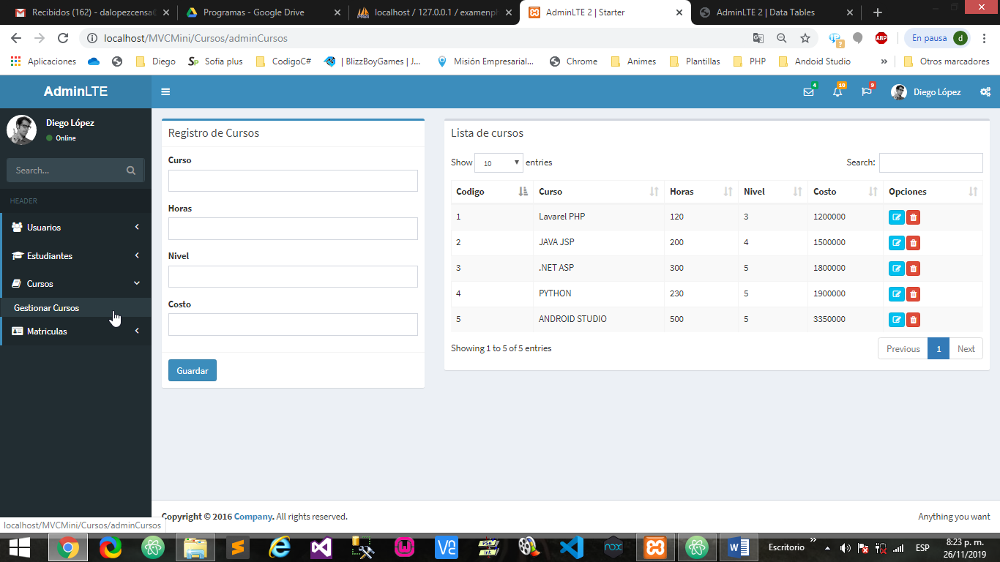 Recibidos (162) - dalopezcensa@
Programas - Google Drive
localhost / 127.0.0.1 / examenph
AdminLTE 2 | Starter
AdminLTE 2 | Data Tables
localhost/MVCMini/Cursos/adminCursos
ABP
En pausa
d
Aplicaciones
Diego
Sp Sofia plus
CodigoC#
| BlizzBoyGames | J...
Misión Empresarial...
Chrome
Animes
Plantillas
PHP
Andoid Studio
»
Otros marcadores
AdminLTE
4
10
9
Diego López
Diego López
Online
Search...
HEADER
Usuarios
Estudiantes
Cursos
Gestionar Cursos
Matriculas
Registro de Cursos
Curso
Horas
Nivel
Costo
Guardar
Lista de cursos
Show 10 entries
Search:
Codigo Curso Horas Nivel Costo Opciones
1 Lavarel PHP 120 3 1200000
2 JAVA JSP 200 4 1500000
3 .NET ASP 300 5 1800000
4 PYTHON 230 5 1900000
5 ANDROID STUDIO 500 5 3350000
Showing 1 to 5 of 5 entries
Previous 1 Next
Copyright © 2016 Company. All rights reserved.
Anything you want
localhost/MVCMini/Cursos/adminCursos
PSe Int
nox
Escritorio »
ESP
8:23 p. m.
26/11/2019